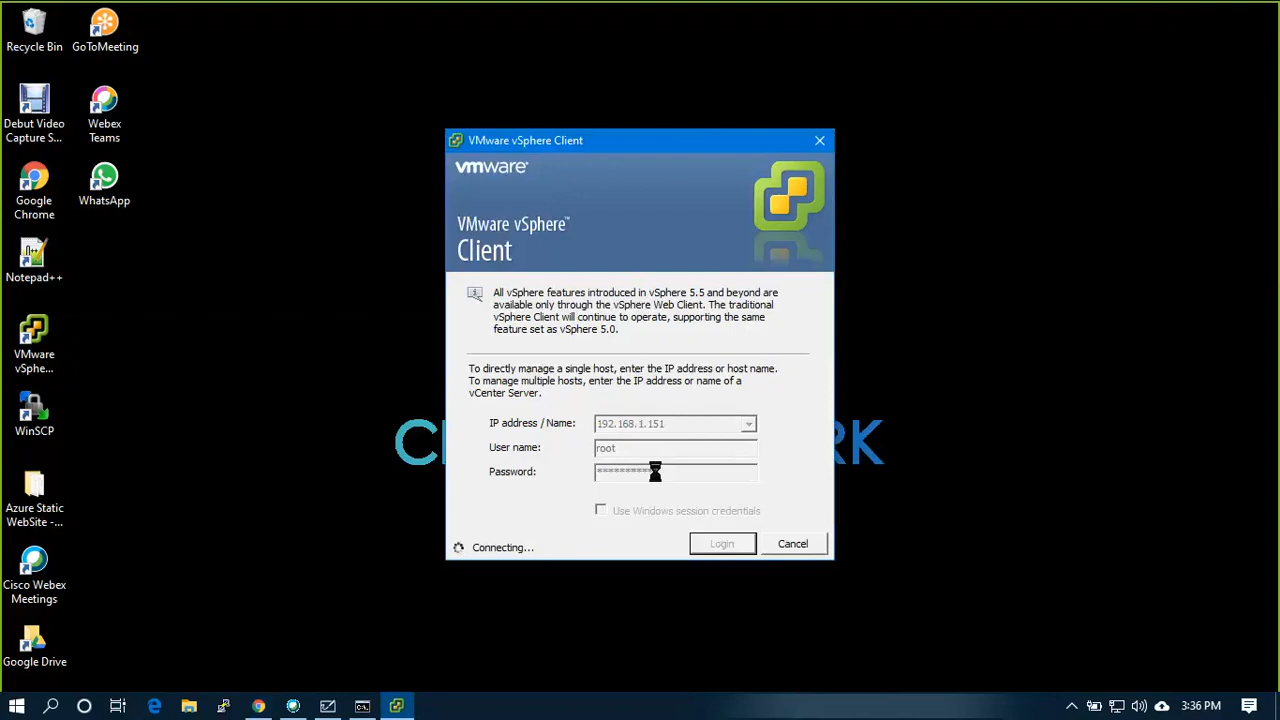 Recycle Bin
GoToMeeting
Debut Video
Capture S...
Webex
Teams
Google
Chrome
WhatsApp
Notepad++
VMware
vSphe...
WinSCP
Azure Static
WebSite -...
Cisco Webex
Meetings
Google Drive
VMware vSphere Client
vmware®
VMware vSphere™
Client
All vSphere features introduced in vSphere 5.5 and beyond are
available only through the vSphere Web Client. The traditional
vSphere Client will continue to operate, supporting the same
feature set as vSphere 5.0.
To directly manage a single host, enter the IP address or host name.
To manage multiple hosts, enter the IP address or name of a
vCenter Server.
IP address / Name: 192.168.1.151
User name: root
Password:
Use Windows session credentials
Connecting...
Login
Cancel
3:36 PM